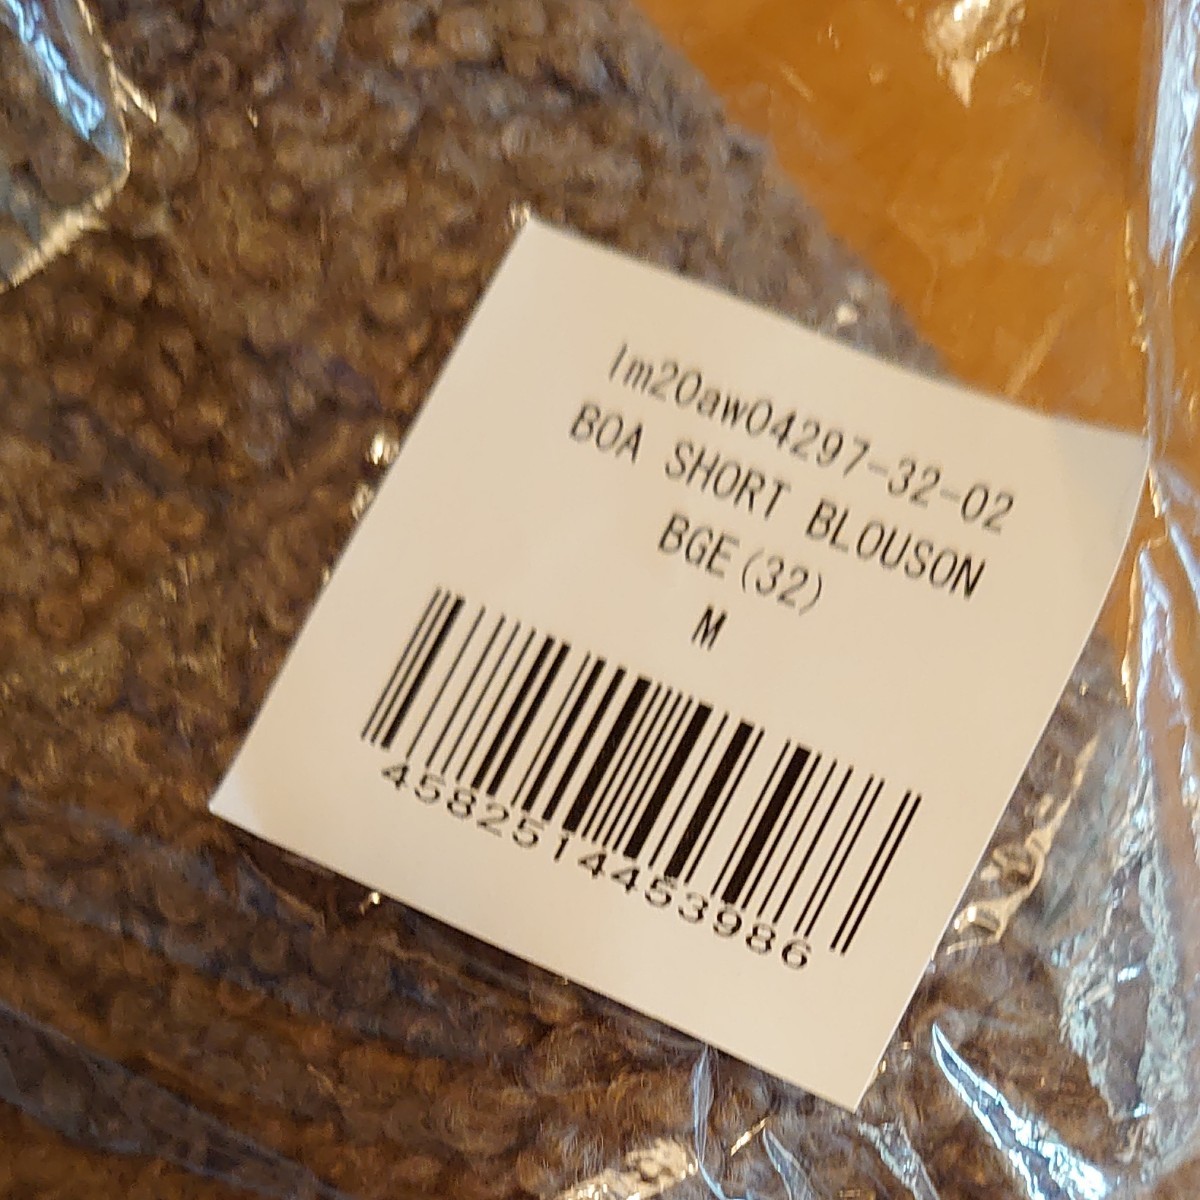 lm20aw04297-32-02
BOA SHORT BLOUSON
BGE(32)
M
4582514453986